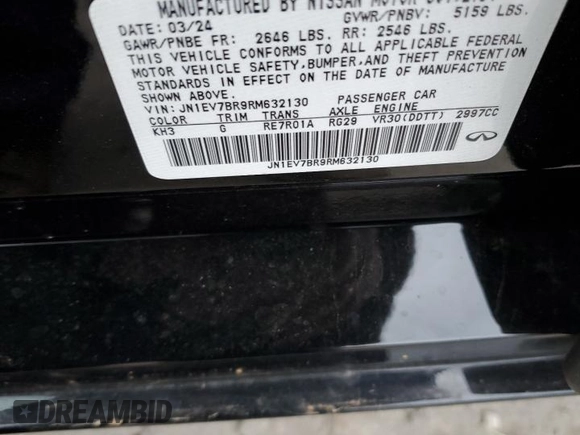 MANUFACTURED BY NISSAN MOTOR
DATE: 03/24 GVWR/PNBV: 5159 LBS.
GAWR/PNBE FR: 2646 LBS. RR: 2546 LBS.
THIS VEHICLE CONFORMS TO ALL APPLICABLE FEDERAL
MOTOR VEHICLE SAFETY,BUMPER,AND THEFT PREVENTION
STANDARDS IN EFFECT ON THE DATE OF MANUFACTURE
SHOWN ABOVE.
VIN: JN1EV7BR9RM632130 PASSENGER CAR
COLOR TRIM TRANS AXLE ENGINE
KH3 G RE7R01A RG29 VR30(DDTT) 2997CC
JN1EV7BR9RM632130
DREAMBID